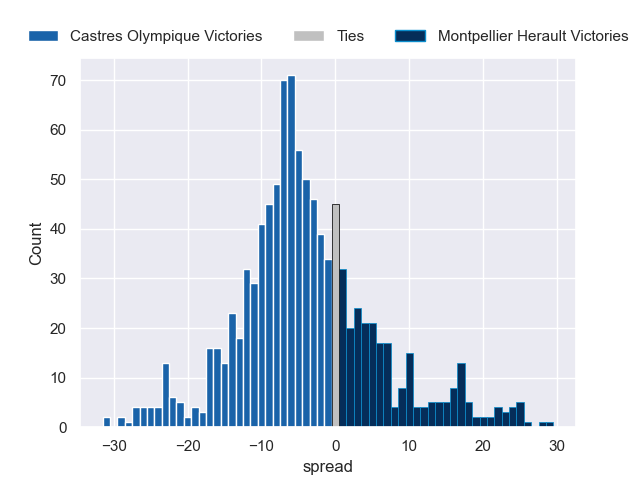 Castres Olympique Victories Ties Montpellier Herault Victories
70
60
50
40
30
20
10
0
Count
−30 −20 −10 0 10 20 30
spread